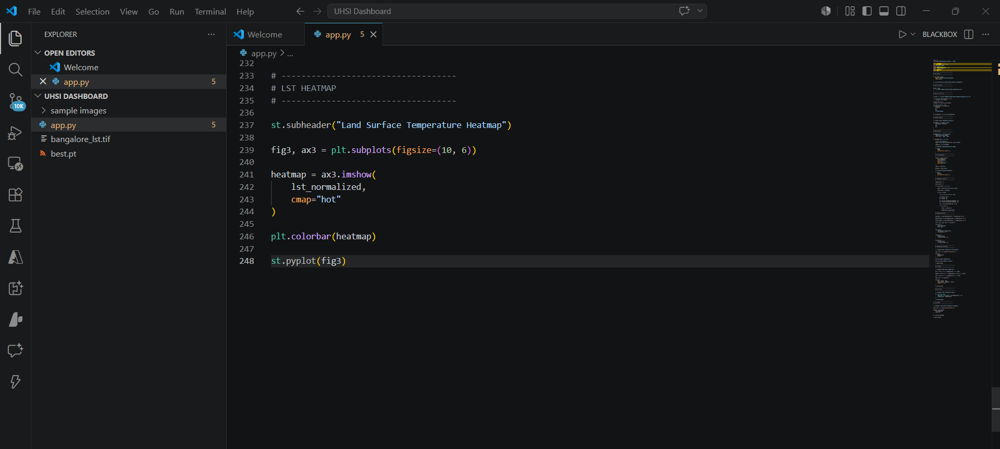 File Edit Selection View Go Run Terminal Help
UHSI Dashboard
EXPLORER
OPEN EDITORS
Welcome
app.py 5
UHSI DASHBOARD
sample images
app.py 5
bangalore_lst.tif
best.pt
10K
Welcome
app.py 5
BLACKBOX
app.py > ...
232
233 # -----------------------------------
234 # LST HEATMAP
235 # -----------------------------------
236
237 st.subheader("Land Surface Temperature Heatmap")
238
239 fig3, ax3 = plt.subplots(figsize=(10, 6))
240
241 heatmap = ax3.imshow(
242     lst_normalized,
243     cmap="hot"
244 )
245
246 plt.colorbar(heatmap)
247
248 st.pyplot(fig3)